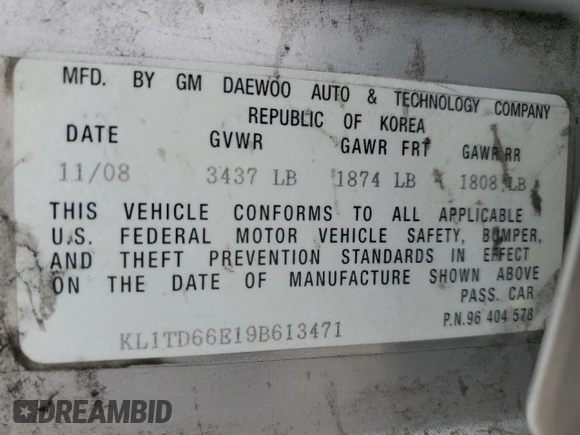 MFD. BY GM DAEWOO AUTO & TECHNOLOGY COMPANY
REPUBLIC OF KOREA
DATE GVWR GAWR FRT GAWR RR
11/08 3437 LB 1874 LB 1808 LB
THIS VEHICLE CONFORMS TO ALL APPLICABLE
U.S. FEDERAL MOTOR VEHICLE SAFETY, BUMPER,
AND THEFT PREVENTION STANDARDS IN EFFECT
ON THE DATE OF MANUFACTURE SHOWN ABOVE
PASS. CAR
KL1TD66E19B613471 P.N.96 404 578
DREAMBID